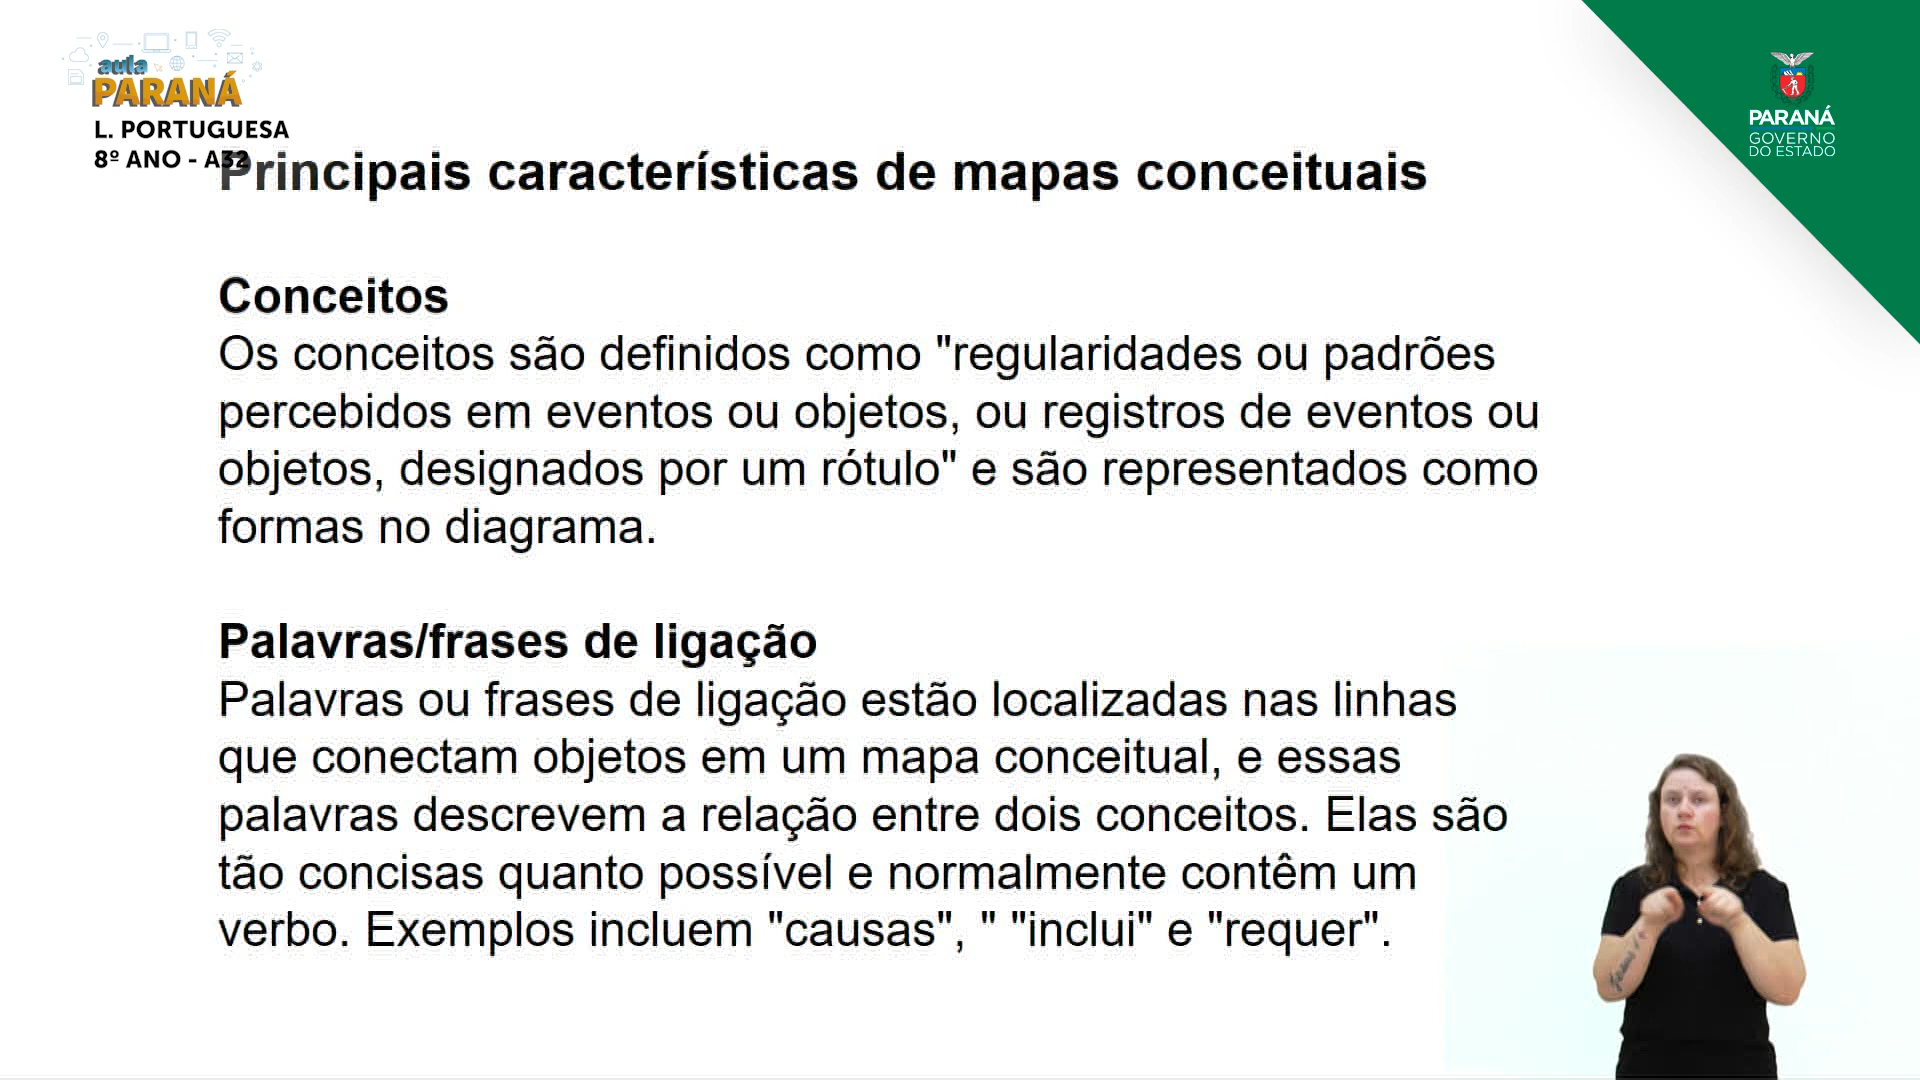 aula
PARANÁ
L. PORTUGUESA
8º ANO - A32
PARANÁ
GOVERNO
DO ESTADO
Principais características de mapas conceituais
Conceitos
Os conceitos são definidos como "regularidades ou padrões
percebidos em eventos ou objetos, ou registros de eventos ou
objetos, designados por um rótulo" e são representados como
formas no diagrama.
Palavras/frases de ligação
Palavras ou frases de ligação estão localizadas nas linhas
que conectam objetos em um mapa conceitual, e essas
palavras descrevem a relação entre dois conceitos. Elas são
tão concisas quanto possível e normalmente contêm um
verbo. Exemplos incluem "causas", " "inclui" e "requer".